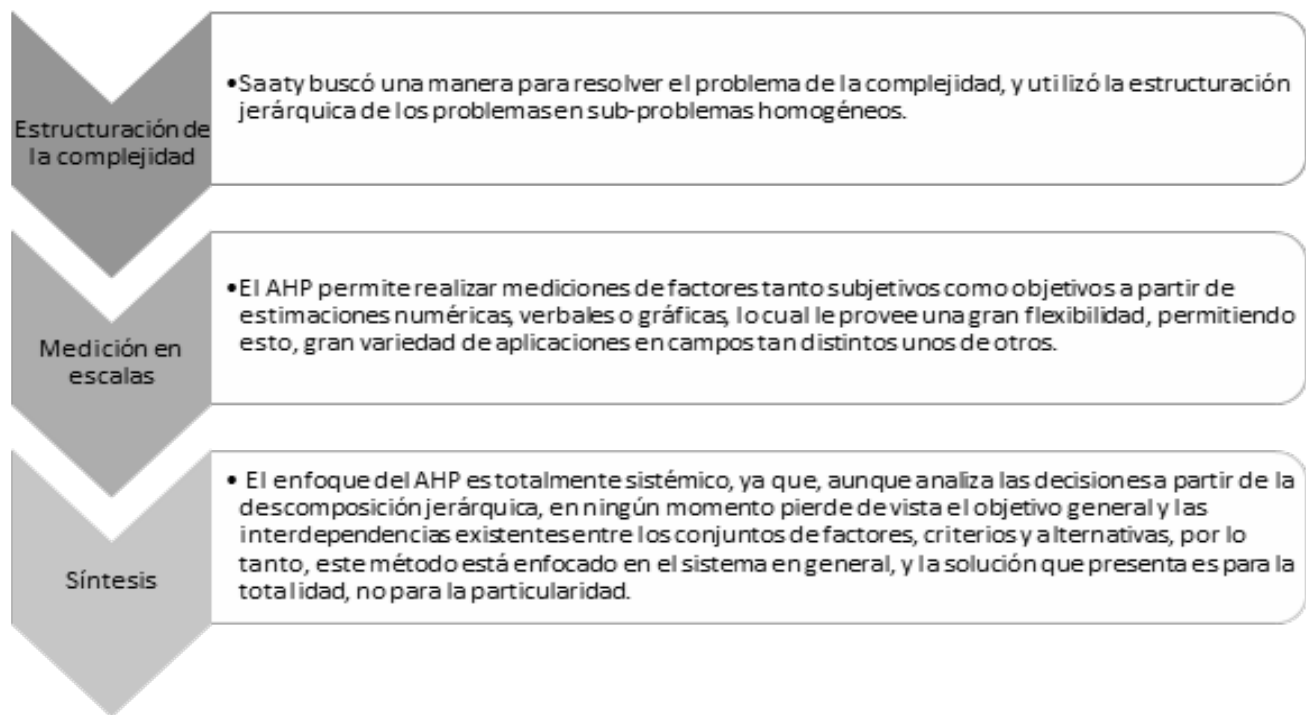 Estructuración de
la complejidad
•Saaty buscó una manera para resolver el problema de la complejidad, y utilizó la estructuración
jerárquica de los problemas en sub-problemas homogéneos.
Medición en
escalas
•El AHP permite realizar mediciones de factores tanto subjetivos como objetivos a partir de
estimaciones numéricas, verbales o gráficas, lo cual le provee una gran flexibilidad, permitiendo
esto, gran variedad de aplicaciones en campos tan distintos unos de otros.
Síntesis
• El enfoque del AHP es totalmente sistémico, ya que, aunque analiza las decisiones a partir de la
descomposición jerárquica, en ningún momento pierde de vista el objetivo general y las
interdependencias existentes entre los conjuntos de factores, criterios y alternativas, por lo
tanto, este método está enfocado en el sistema en general, y la solución que presenta es para la
totalidad, no para la particularidad.